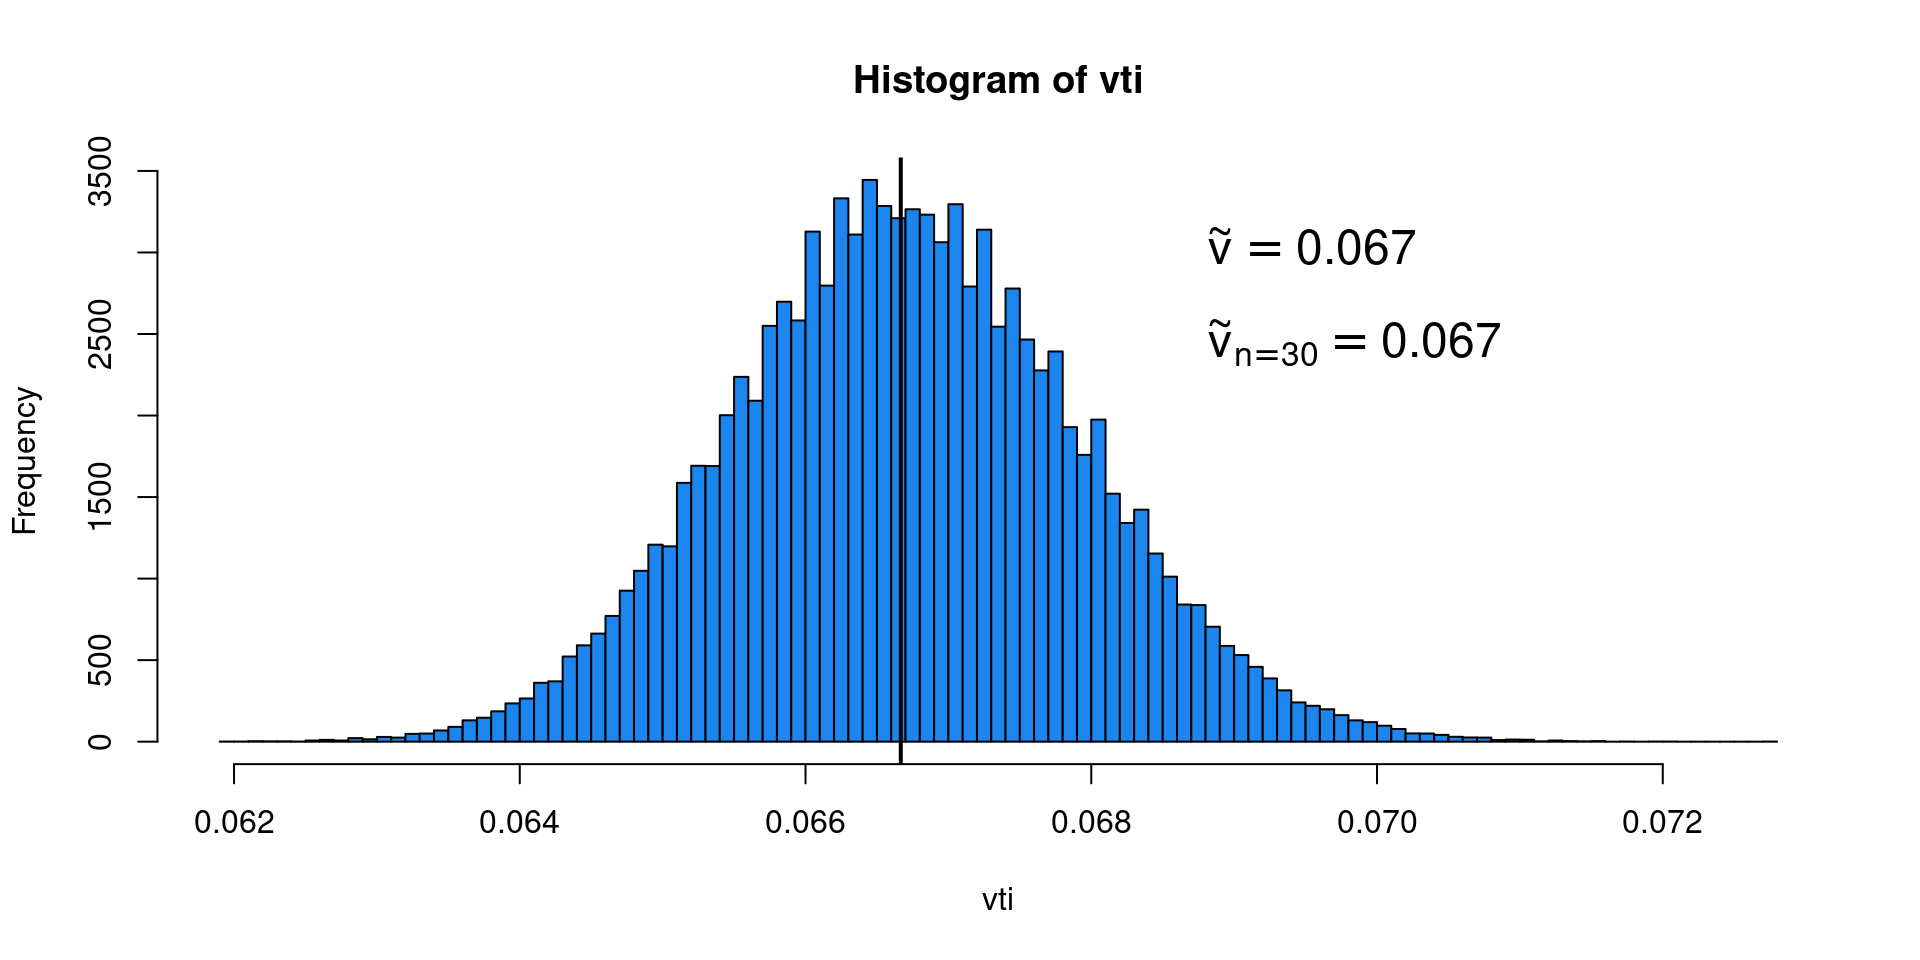 Histogram of vti
3500
2500
1500
500
0
Frequency
ṽ = 0.067
ṽn=30 = 0.067
0.062 0.064 0.066 0.068 0.070 0.072
vti